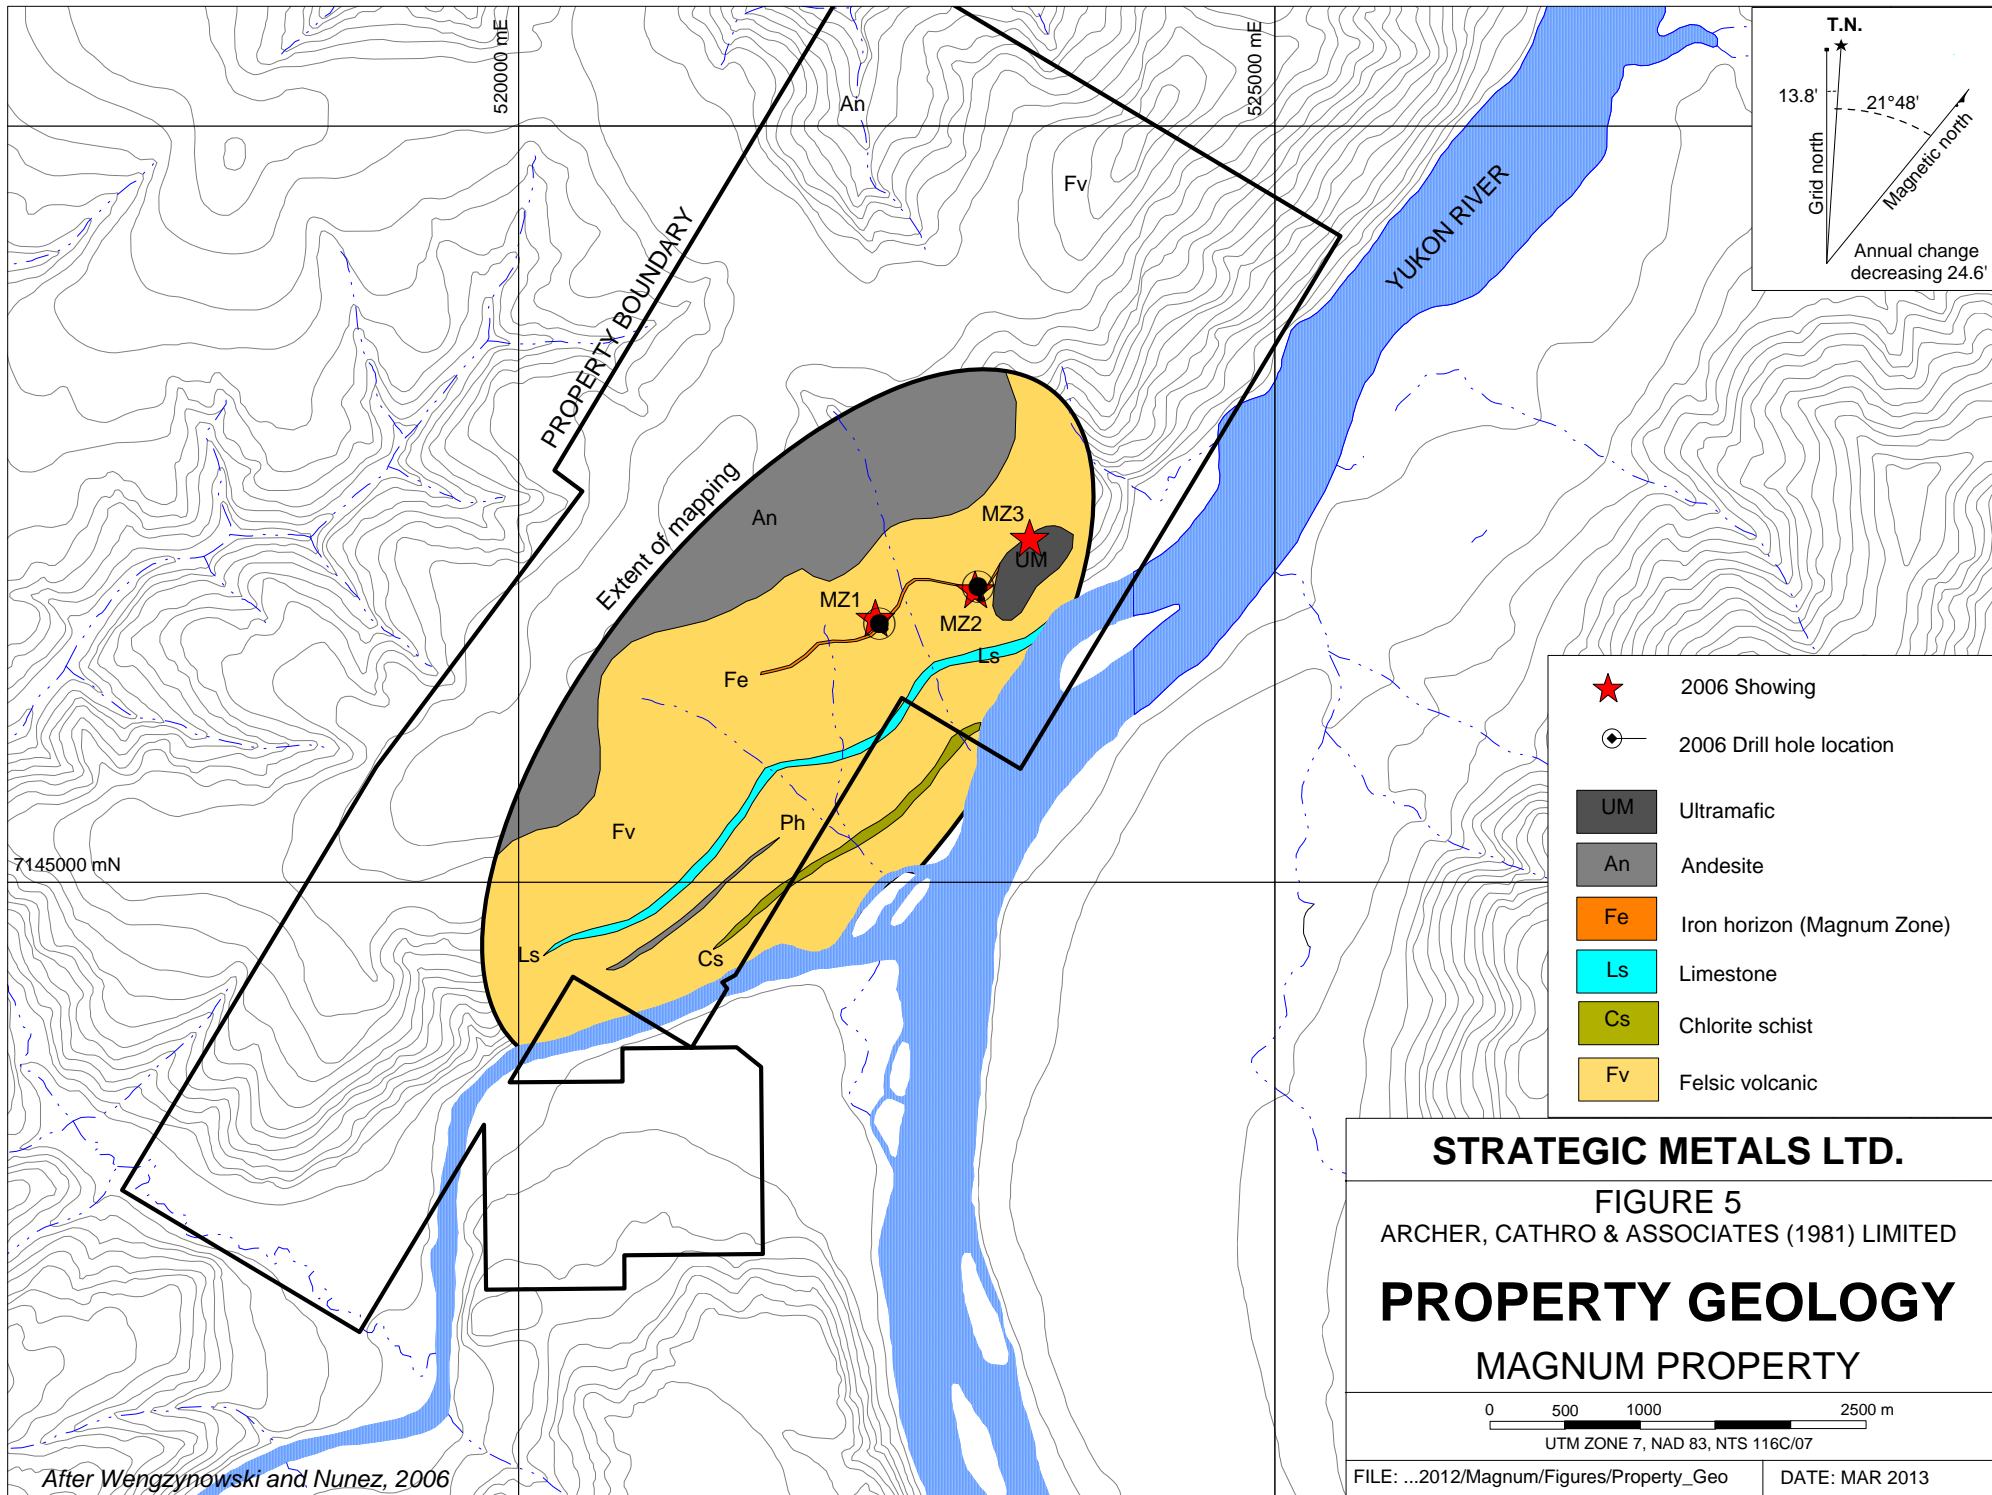 520000 mE
525000 mE
T.N.
13.8'
21°48'
Grid north
Magnetic north
Annual change
decreasing 24.6'
An
Fv
YUKON RIVER
PROPERTY BOUNDARY
Extent of mapping
An
MZ3
UM
MZ1
MZ2
Ls
Fe
Ph
Fv
7145000 mN
Ls
Cs
2006 Showing
2006 Drill hole location
UM Ultramafic
An Andesite
Fe Iron horizon (Magnum Zone)
Ls Limestone
Cs Chlorite schist
Fv Felsic volcanic
STRATEGIC METALS LTD.
FIGURE 5
ARCHER, CATHRO & ASSOCIATES (1981) LIMITED
PROPERTY GEOLOGY
MAGNUM PROPERTY
0 500 1000 2500 m
UTM ZONE 7, NAD 83, NTS 116C/07
FILE: ...2012/Magnum/Figures/Property_Geo
DATE: MAR 2013
After Wengzynowski and Nunez, 2006